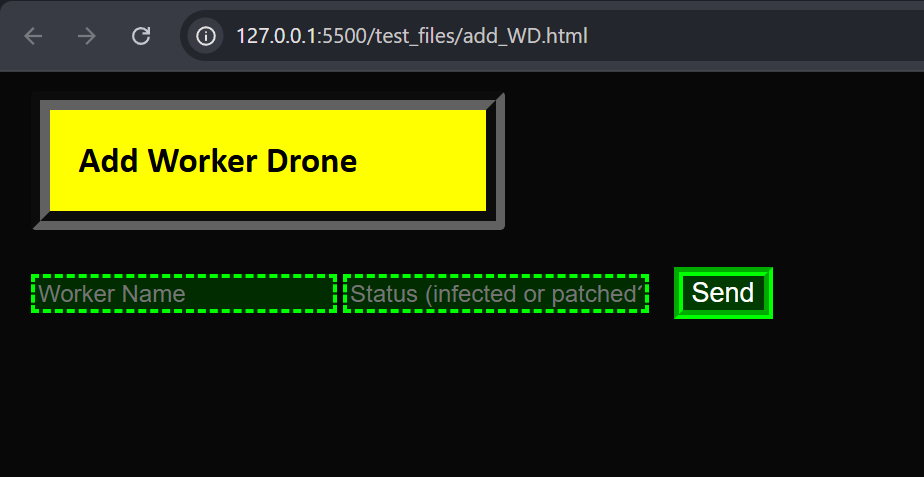 127.0.0.1:5500/test_files/add_WD.html
Add Worker Drone
Worker Name
Status (infected or patched
Send